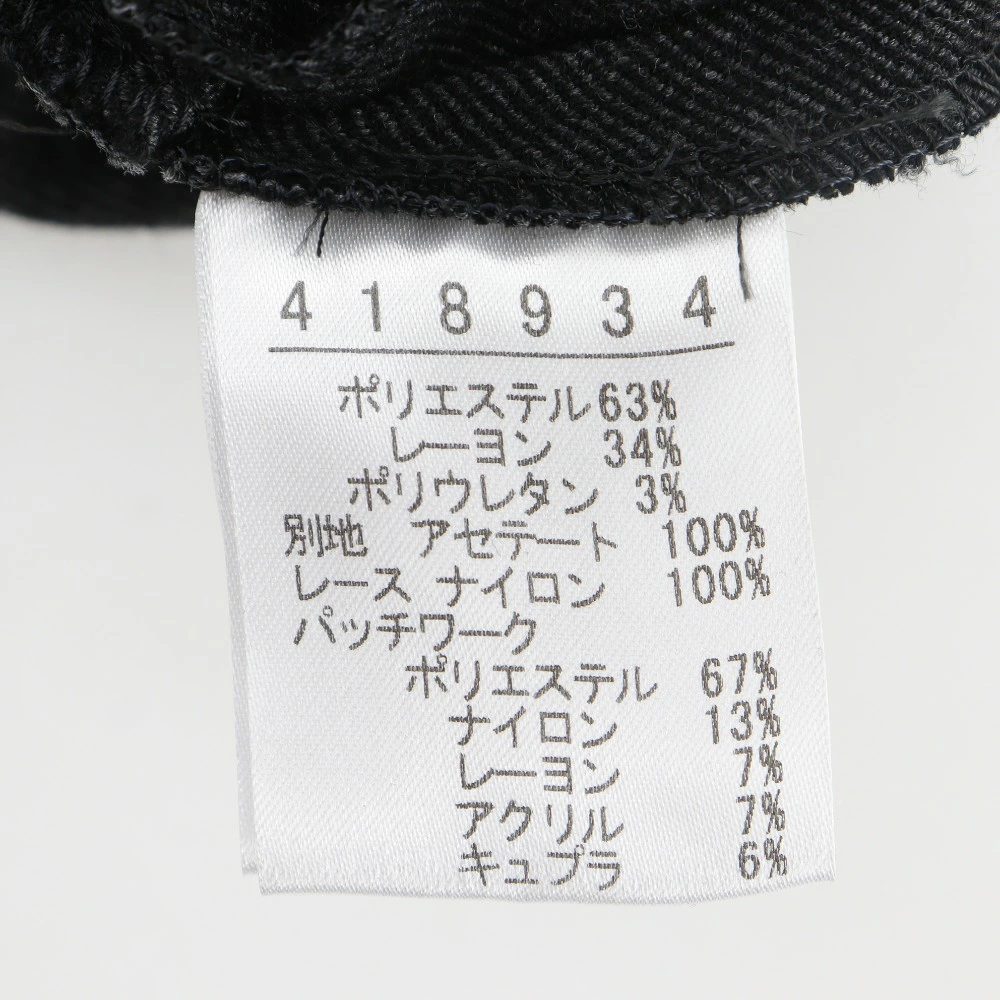 418934
ポリエステル63%
レーヨン 34%
ポリウレタン 3%
別地 アセテート 100%
レース ナイロン 100%
パッチワーク
ポリエステル 67%
ナイロン 13%
レーヨン 7%
アクリル 7%
キュプラ 6%